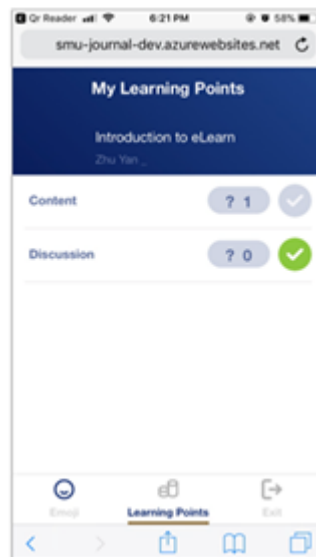 Qr Reader 6:21 PM 58%
smu-journal-dev.azurewebsites.net
My Learning Points
Introduction to eLearn
Zhu Yan _
Content ? 1
Discussion ? 0
Emoji Learning Points Exit